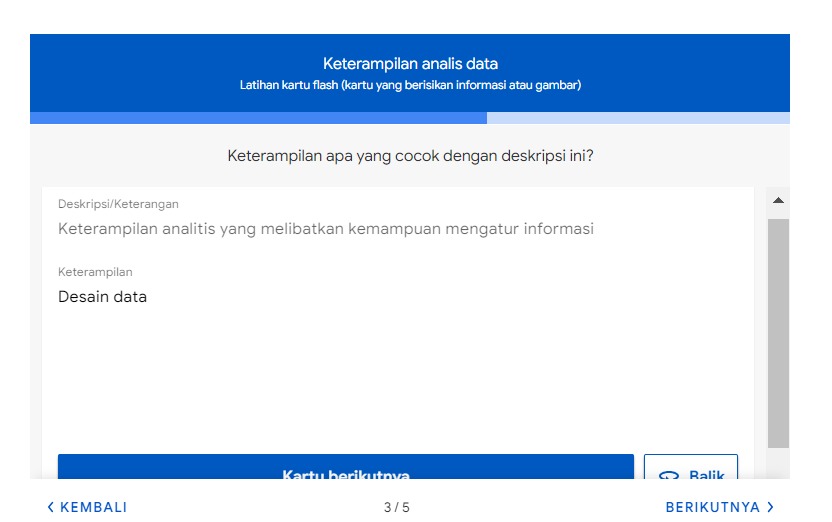 Keterampilan analis data
Latihan kartu flash (kartu yang berisikan informasi atau gambar)
Keterampilan apa yang cocok dengan deskripsi ini?
Deskripsi/Keterangan
Keterampilan analitis yang melibatkan kemampuan mengatur informasi
Keterampilan
Desain data
Kartu berikutnya
Balik
KEMBALI
3 / 5
BERIKUTNYA